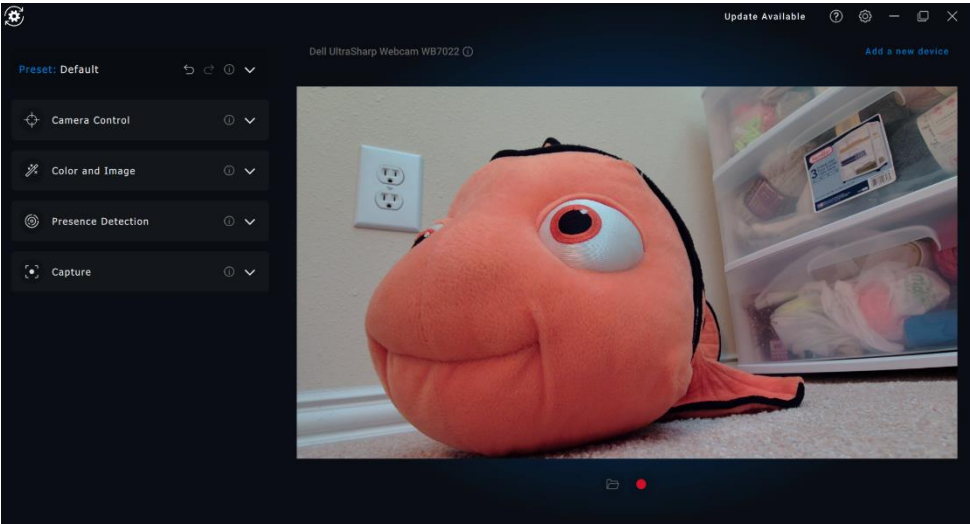 Update Available
Dell UltraSharp Webcam WB7022
Add a new device
Preset: Default
Camera Control
Color and Image
Presence Detection
Capture
3